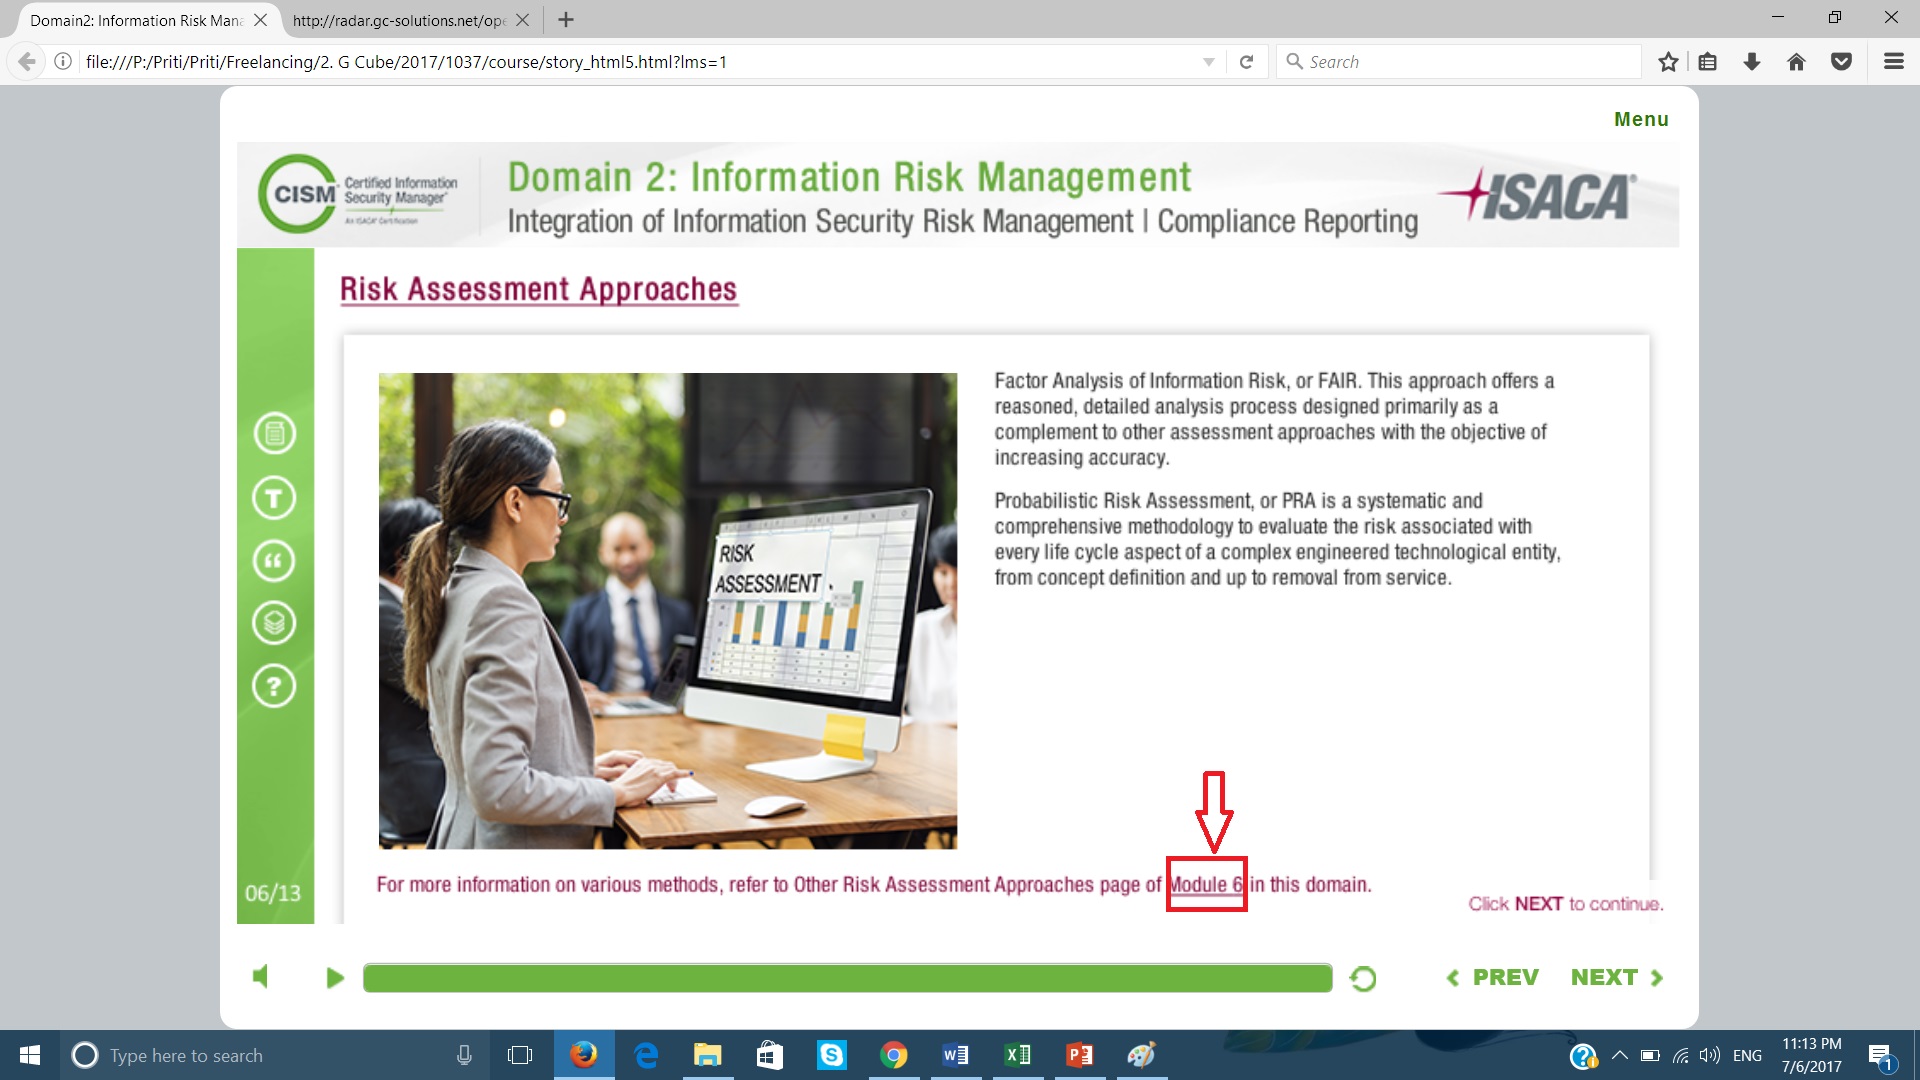 Domain2: Information Risk Mana
http://radar.gc-solutions.net/ope
file:///P:/Priti/Priti/Freelancing/2. G Cube/2017/1037/course/story_html5.html?lms=1
Search
Menu
CISM
Certified Information
Security Manager®
An ISACA® Certification
Domain 2: Information Risk Management
Integration of Information Security Risk Management | Compliance Reporting
ISACA®
Risk Assessment Approaches
RISK
ASSESSMENT
Factor Analysis of Information Risk, or FAIR. This approach offers a
reasoned, detailed analysis process designed primarily as a
complement to other assessment approaches with the objective of
increasing accuracy.
Probabilistic Risk Assessment, or PRA is a systematic and
comprehensive methodology to evaluate the risk associated with
every life cycle aspect of a complex engineered technological entity,
from concept definition and up to removal from service.
T
?
06/13
For more information on various methods, refer to Other Risk Assessment Approaches page of Module 6 in this domain.
Click NEXT to continue.
PREV
NEXT
Type here to search
ENG
11:13 PM
7/6/2017
1